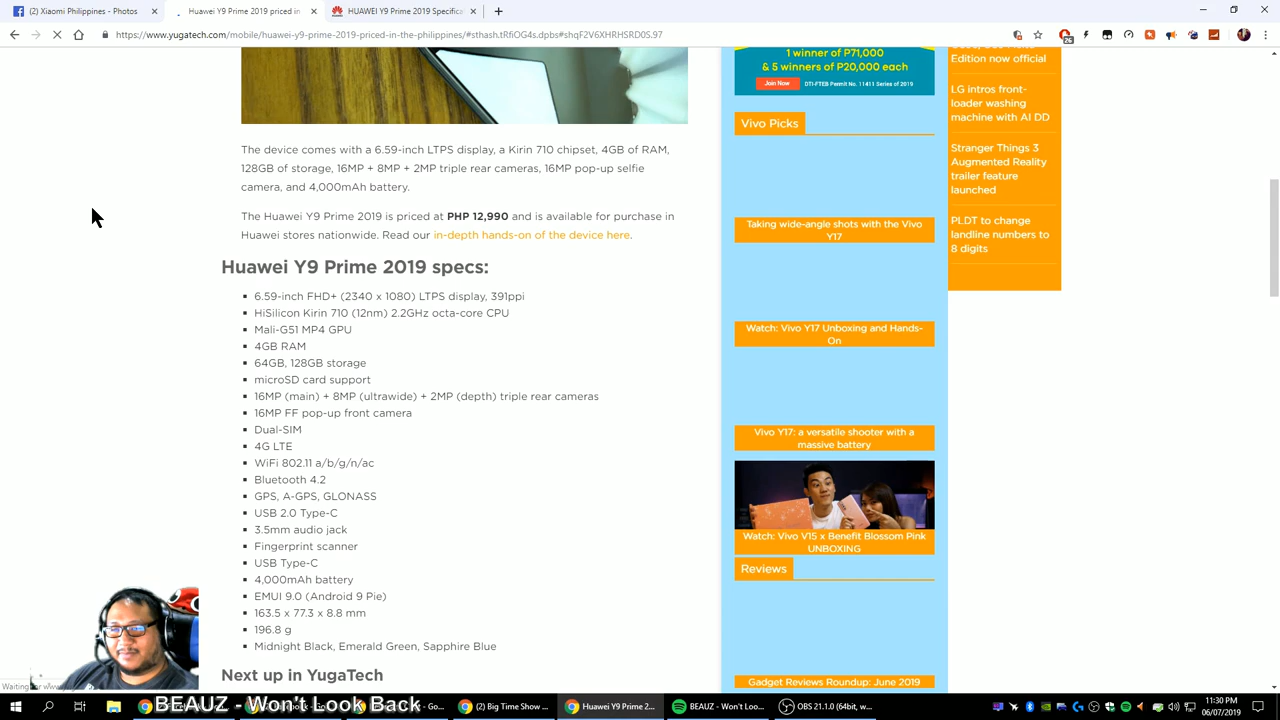 (2) Xiaomi Philippines - Photos
Huawei Y9 Prime 2019 priced in t
HUAWEI Y9 Prime 2019 Specifica
https://www.yugatech.com/mobile/huawei-y9-prime-2019-priced-in-the-philippines/#sthash.tRfiOG4s.dpbs#shqF2V6XHRHSRD0S.97
26
The device comes with a 6.59-inch LTPS display, a Kirin 710 chipset, 4GB of RAM,
128GB of storage, 16MP + 8MP + 2MP triple rear cameras, 16MP pop-up selfie
camera, and 4,000mAh battery.
The Huawei Y9 Prime 2019 is priced at PHP 12,990 and is available for purchase in
Huawei stores nationwide. Read our in-depth hands-on of the device here.
Huawei Y9 Prime 2019 specs:
6.59-inch FHD+ (2340 x 1080) LTPS display, 391ppi
HiSilicon Kirin 710 (12nm) 2.2GHz octa-core CPU
Mali-G51 MP4 GPU
4GB RAM
64GB, 128GB storage
microSD card support
16MP (main) + 8MP (ultrawide) + 2MP (depth) triple rear cameras
16MP FF pop-up front camera
Dual-SIM
4G LTE
WiFi 802.11 a/b/g/n/ac
Bluetooth 4.2
GPS, A-GPS, GLONASS
USB 2.0 Type-C
3.5mm audio jack
Fingerprint scanner
USB Type-C
4,000mAh battery
EMUI 9.0 (Android 9 Pie)
163.5 x 77.3 x 8.8 mm
196.8 g
Midnight Black, Emerald Green, Sapphire Blue
Next up in YugaTech
1 winner of P71,000
& 5 winners of P20,000 each
Join Now
DTI-FTEB Permit No. 11411 Series of 2019
Vivo Picks
Taking wide-angle shots with the Vivo
Y17
Watch: Vivo Y17 Unboxing and Hands-
On
Vivo Y17: a versatile shooter with a
massive battery
Watch: Vivo V15 x Benefit Blossom Pink
UNBOXING
Reviews
Gadget Reviews Roundup: June 2019
Edition now official
LG intros front-
loader washing
machine with AI DD
Stranger Things 3
Augmented Reality
trailer feature
launched
PLDT to change
landline numbers to
8 digits
BEAUZ - Won't Look Back
- Go...
(2) Big Time Show ...
Huawei Y9 Prime 2...
BEAUZ - Won't Loo...
OBS 21.1.0 (64bit, w...
11:30 PM
06/07/2019